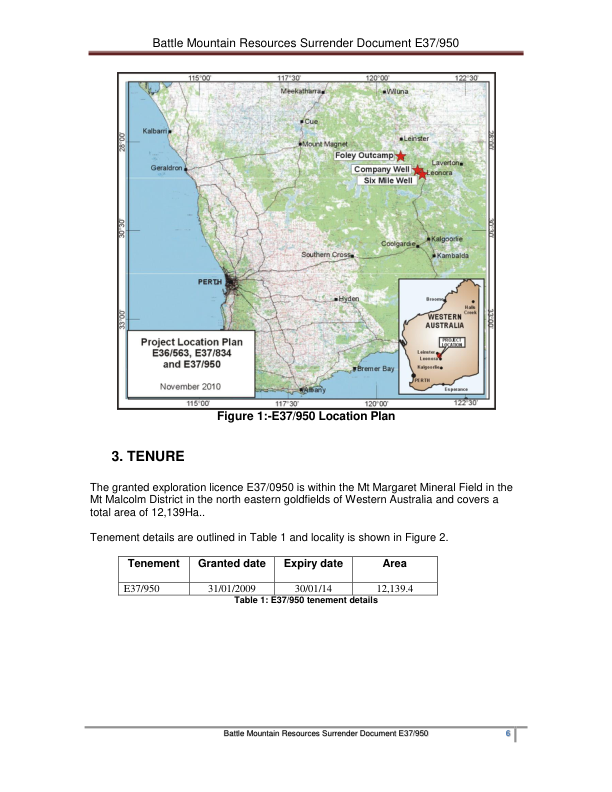 Battle Mountain Resources Surrender Document E37/950
115°00' 117°30' 120°00' 122°30'
Meekatharra Wiluna
Cue
Kalbarri
28°00' Mount Magnet Leinster 28°00'
Foley Outcamp
Laverton
Geraldton Company Well Leonora
Six Mile Well
30°30' 30°30'
Kalgoorlie
Coolgardie
Southern Cross Kambalda
PERTH
Hyden
Broome
Halls
Creek
WESTERN
AUSTRALIA
33°00' 33°00'
PROJECT
LOCATION
Leinster
Leonora
Kalgoorlie
PERTH
Esperance
Project Location Plan
E36/563, E37/834
and E37/950
November 2010
Bremer Bay
Albany
115°00' 117°30' 120°00' 122°30'
Figure 1:-E37/950 Location Plan
3. TENURE
The granted exploration licence E37/0950 is within the Mt Margaret Mineral Field in the
Mt Malcolm District in the north eastern goldfields of Western Australia and covers a
total area of 12,139Ha..
Tenement details are outlined in Table 1 and locality is shown in Figure 2.
Tenement Granted date Expiry date Area
E37/950 31/01/2009 30/01/14 12,139.4
Table 1: E37/950 tenement details
Battle Mountain Resources Surrender Document E37/950 6